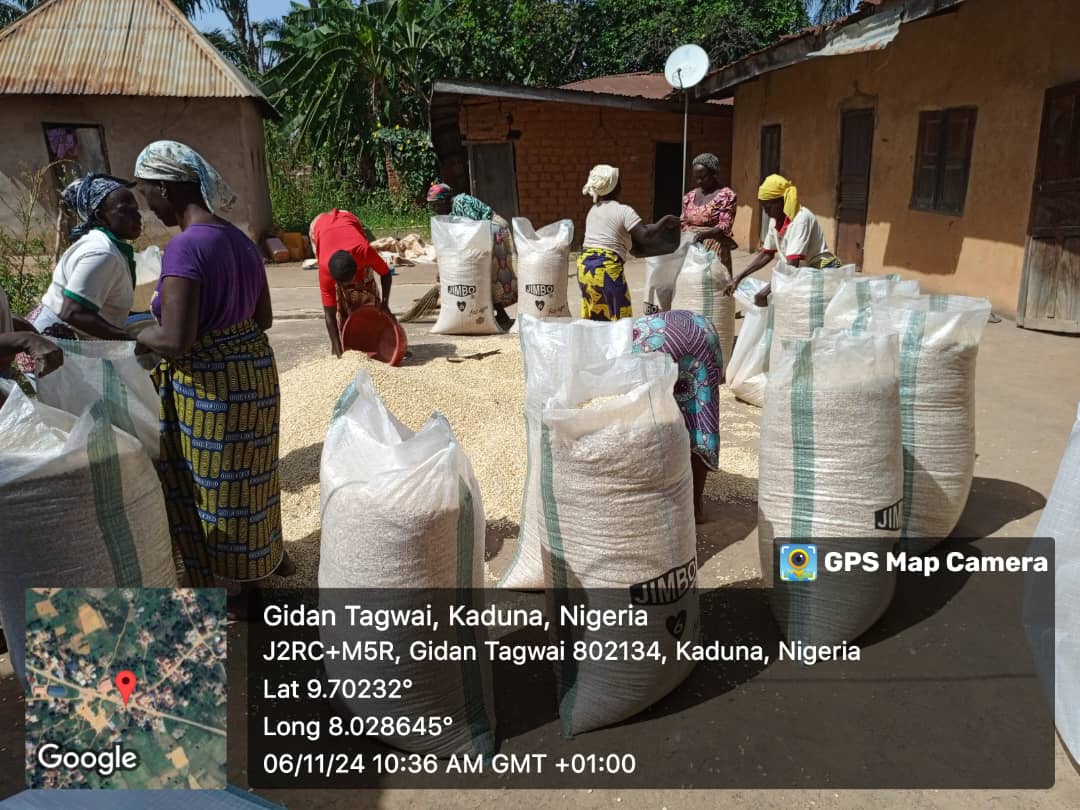 JIMBO
JIMBO
JIMBO
6
GPS Map Camera
Gidan Tagwai, Kaduna, Nigeria
J2RC+M5R, Gidan Tagwai 802134, Kaduna, Nigeria
Lat 9.70232°
Long 8.028645°
06/11/24 10:36 AM GMT +01:00
Google